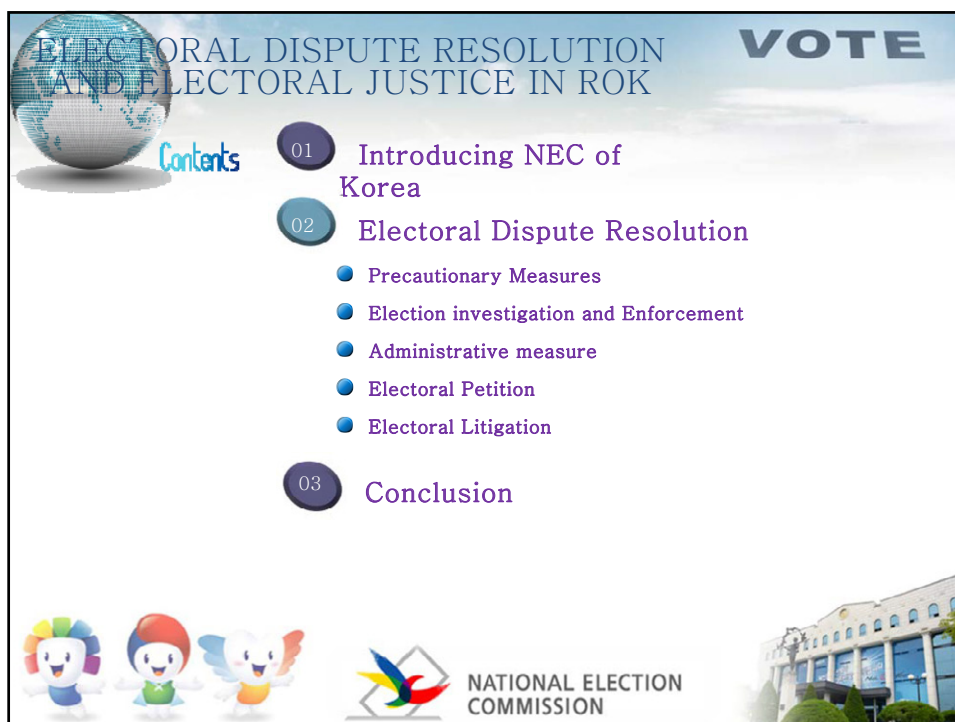 ELECTORAL DISPUTE RESOLUTION
AND ELECTORAL JUSTICE IN ROK
VOTE
Contents
01 Introducing NEC of
Korea
02 Electoral Dispute Resolution
Precautionary Measures
Election investigation and Enforcement
Administrative measure
Electoral Petition
Electoral Litigation
03 Conclusion
NATIONAL ELECTION
COMMISSION